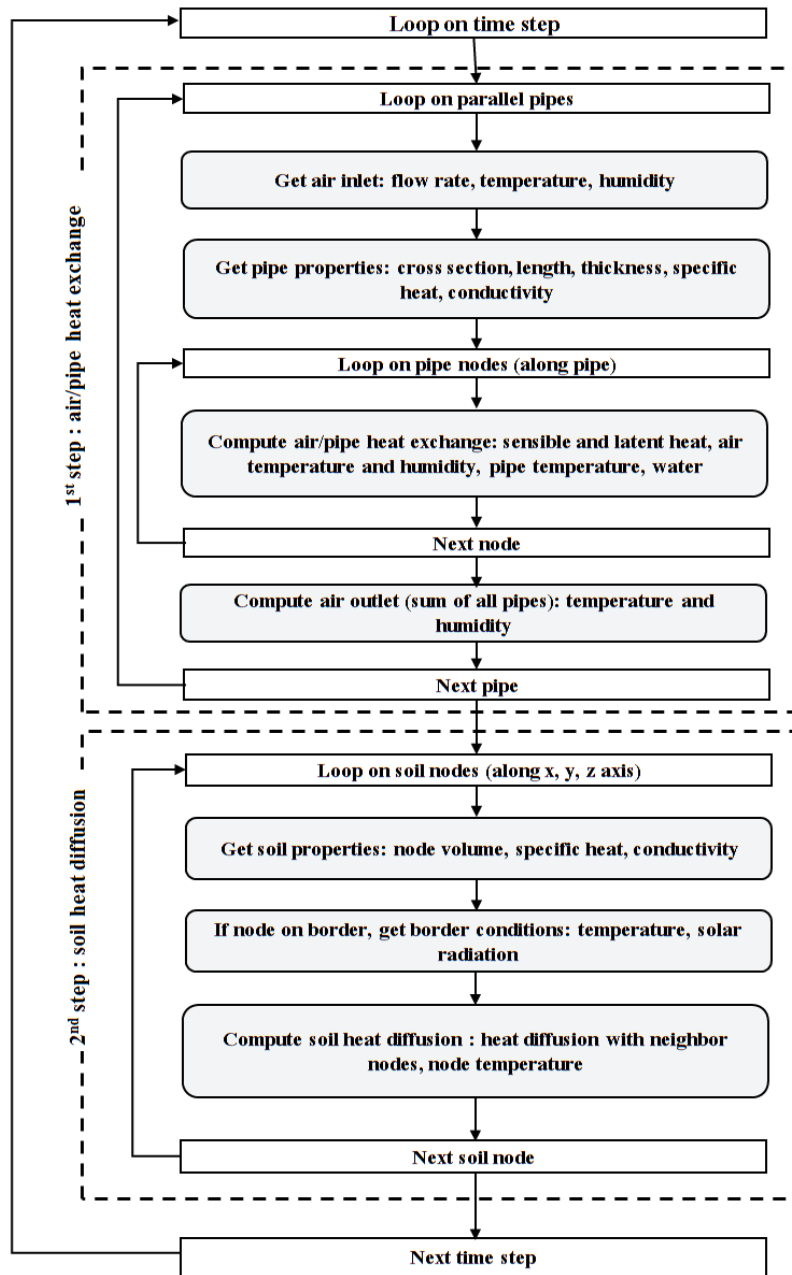 Loop on time step
Loop on parallel pipes
Get air inlet: flow rate, temperature, humidity
Get pipe properties: cross section, length, thickness, specific
heat, conductivity
Loop on pipe nodes (along pipe)
Compute air/pipe heat exchange: sensible and latent heat, air
temperature and humidity, pipe temperature, water
Next node
Compute air outlet (sum of all pipes): temperature and
humidity
Next pipe
1st step : air/pipe heat exchange
Loop on soil nodes (along x, y, z axis)
Get soil properties: node volume, specific heat, conductivity
If node on border, get border conditions: temperature, solar
radiation
Compute soil heat diffusion : heat diffusion with neighbor
nodes, node temperature
Next soil node
2nd step : soil heat diffusion
Next time step